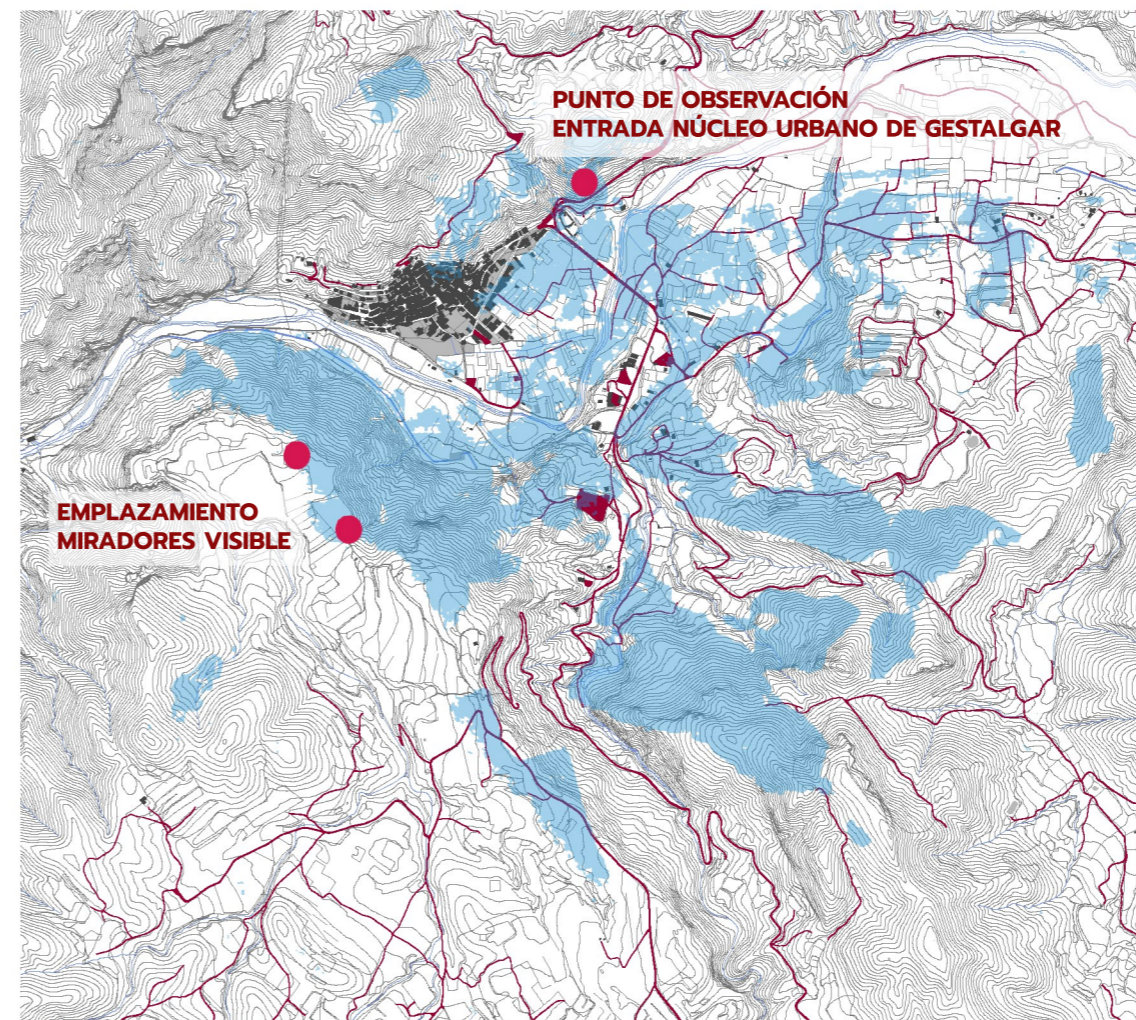 PUNTO DE OBSERVACIÓN
ENTRADA NÚCLEO URBANO DE GESTALGAR
EMPLAZAMIENTO
MIRADORES VISIBLE